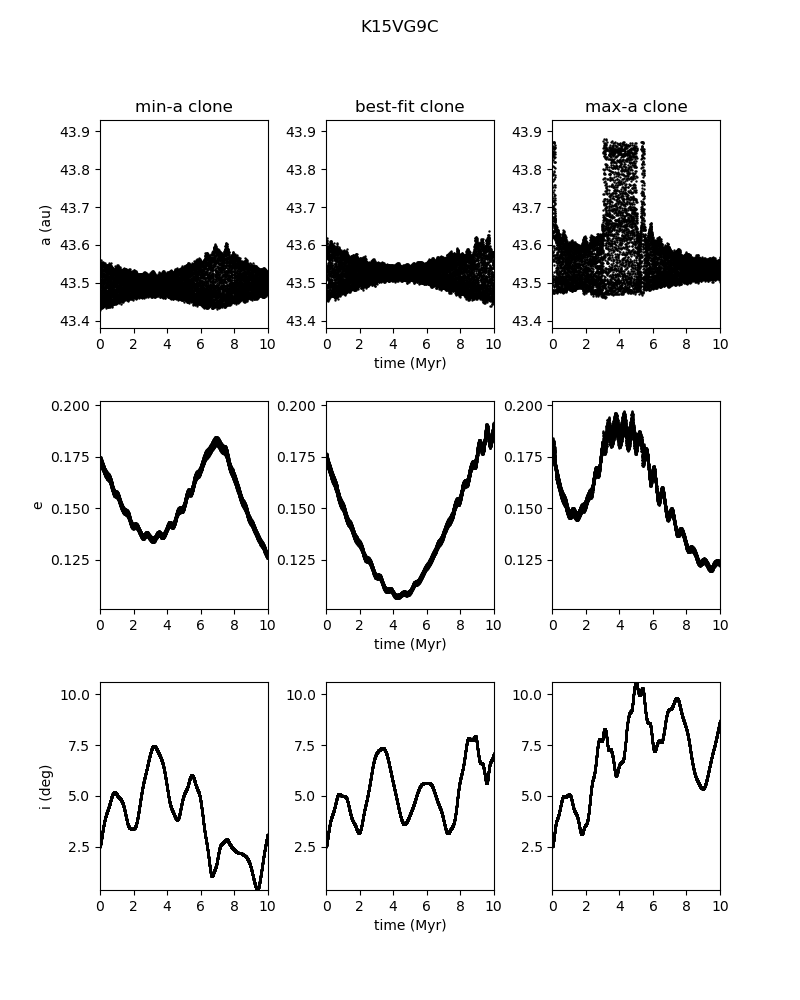 K15VG9C
min-a clone best-fit clone max-a clone
43.9 43.9 43.9
43.8 43.8 43.8
43.7 43.7 43.7
a (au)
43.6 43.6 43.6
43.5 43.5 43.5
43.4 43.4 43.4
0 2 4 6 8 10 0 2 4 6 8 10 0 2 4 6 8 10
time (Myr)
0.200 0.200 0.200
0.175 0.175 0.175
e
0.150 0.150 0.150
0.125 0.125 0.125
0 2 4 6 8 10 0 2 4 6 8 10 0 2 4 6 8 10
time (Myr)
10.0 10.0 10.0
7.5 7.5 7.5
i (deg)
5.0 5.0 5.0
2.5 2.5 2.5
0 2 4 6 8 10 0 2 4 6 8 10 0 2 4 6 8 10
time (Myr)